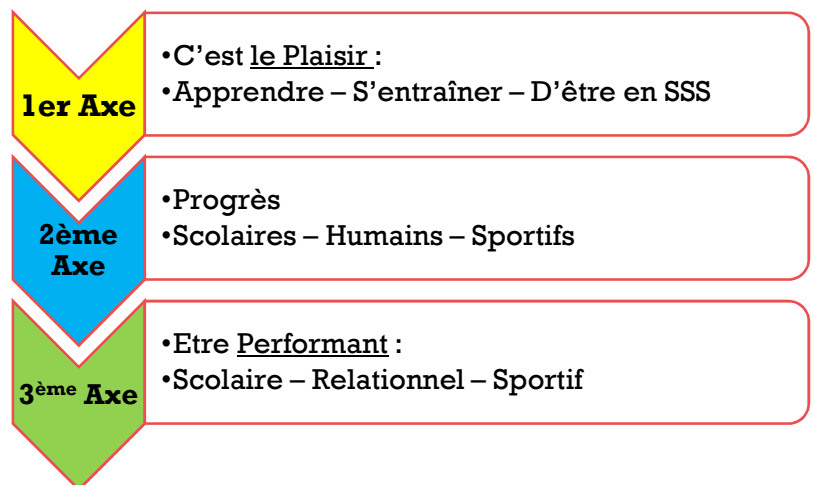 1er Axe
•C’est le Plaisir :
•Apprendre – S’entraîner – D’être en SSS
2ème
Axe
•Progrès
•Scolaires – Humains – Sportifs
3ème Axe
•Etre Performant :
•Scolaire – Relationnel – Sportif